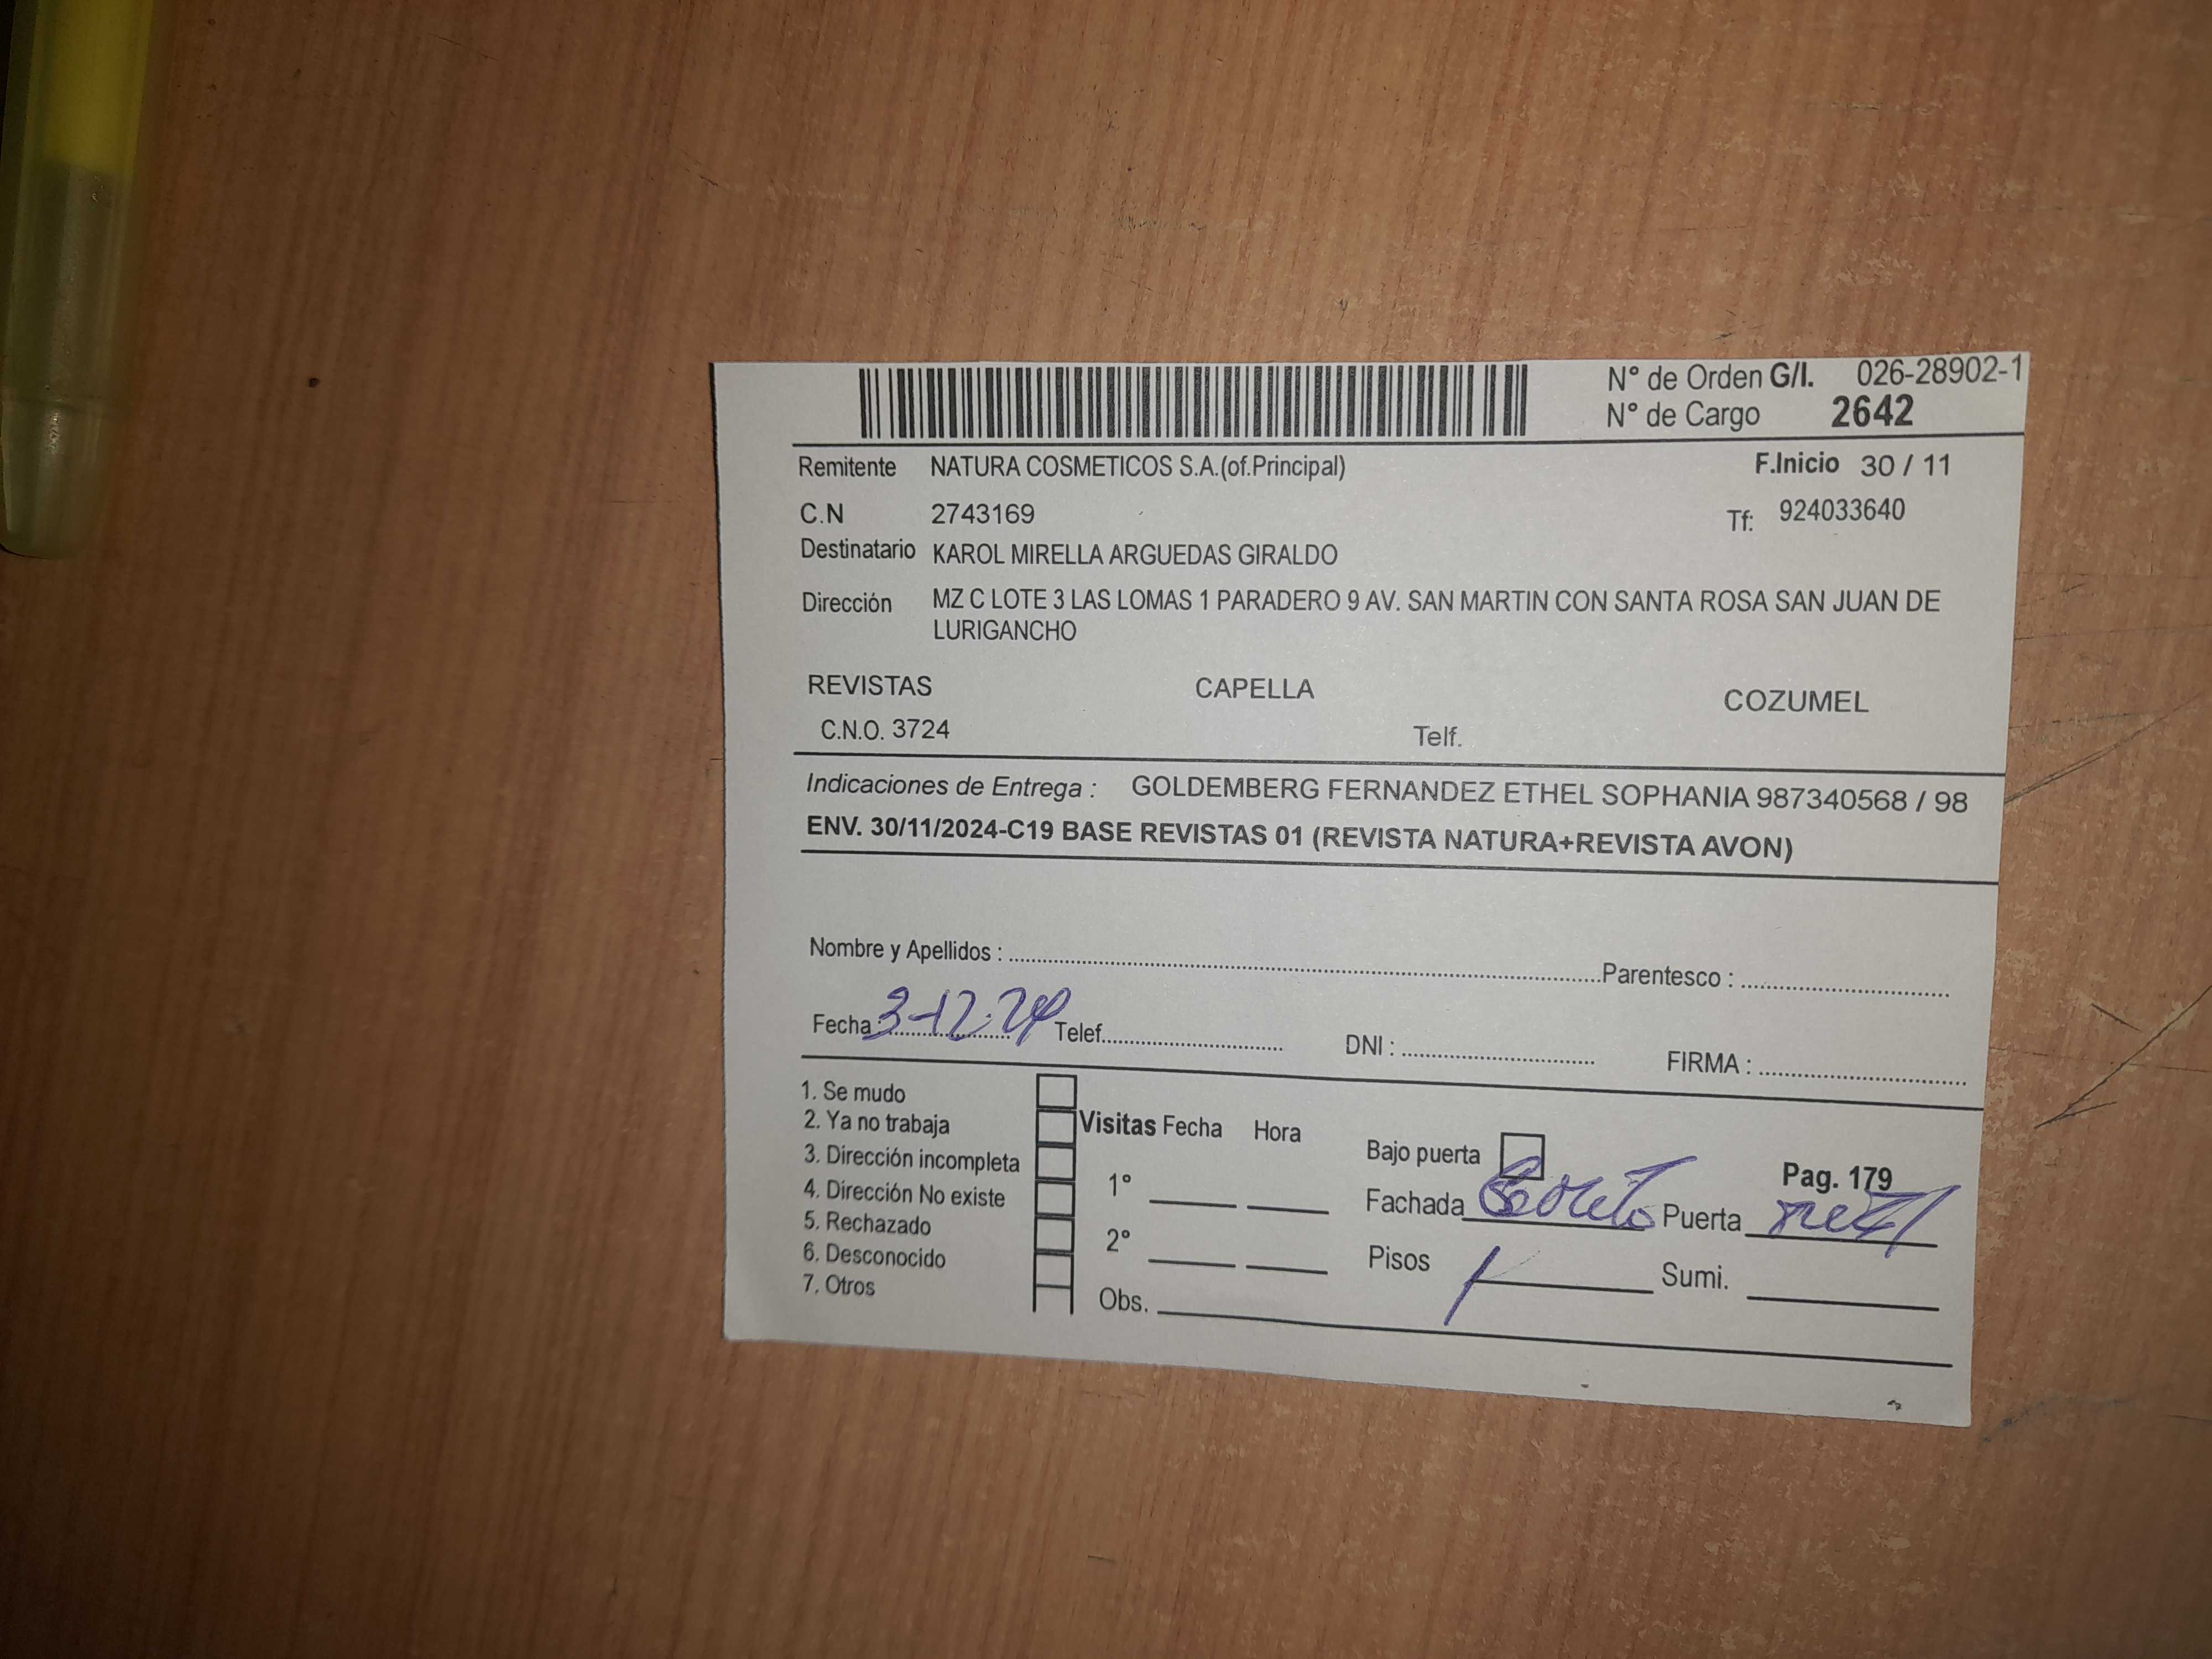 N° de Orden G/I. 026-28902-1
N° de Cargo 2642
Remitente NATURA COSMETICOS S.A.(of.Principal) F.Inicio 30 / 11
C.N 2743169 Tf: 924033640
Destinatario KAROL MIRELLA ARGUEDAS GIRALDO
Dirección MZ C LOTE 3 LAS LOMAS 1 PARADERO 9 AV. SAN MARTIN CON SANTA ROSA SAN JUAN DE
LURIGANCHO
REVISTAS CAPELLA COZUMEL
C.N.O. 3724 Telf.
Indicaciones de Entrega : GOLDEMBERG FERNANDEZ ETHEL SOPHANIA 987340568 / 98
ENV. 30/11/2024-C19 BASE REVISTAS 01 (REVISTA NATURA+REVISTA AVON)
Nombre y Apellidos : Parentesco :
Fecha : 3-12-24 Telef. DNI : FIRMA :
1. Se mudo
2. Ya no trabaja
3. Dirección incompleta
4. Dirección No existe
5. Rechazado
6. Desconocido
7. Otros
Visitas Fecha Hora
1°
2°
Obs.
Bajo puerta Pag. 179
Fachada Puerta
Pisos 1 Sumi.